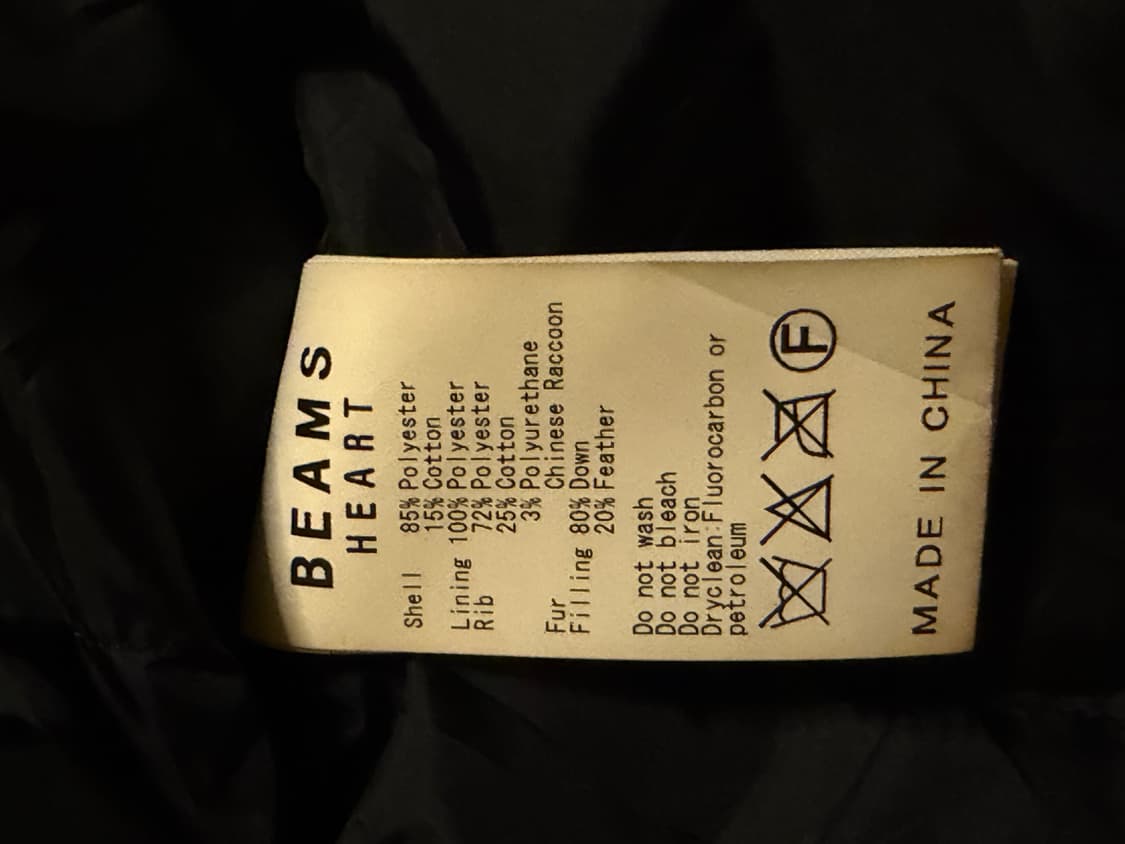 BEAMS
HEART
Shell 85% Polyester
15% Cotton
Lining 100% Polyester
Rib 72% Polyester
25% Cotton
3% Polyurethane
Fur Chinese Raccoon
Filling 80% Down
20% Feather
Do not wash
Do not bleach
Do not iron
Dryclean:Fluorocarbon or
petroleum
F
MADE IN CHINA